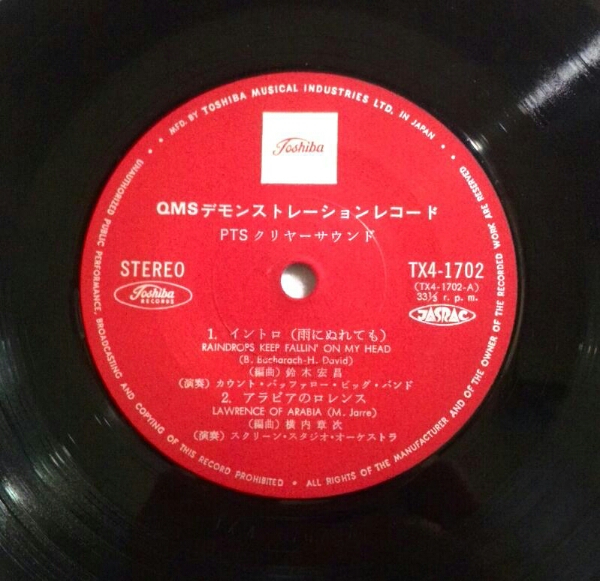 MFD. BY TOSHIBA MUSICAL INDUSTRIES LTD. IN JAPAN
Toshiba
QMSデモンストレーションレコード
PTSクリヤーサウンド
STEREO
Toshiba
RECORDS
TX4-1702
(TX4-1702-A)
33⅓ r. p. m.
JASRAC
1. イントロ (雨にぬれても)
RAINDROPS KEEP FALLIN' ON MY HEAD
(B. Bacharach-H. David)
(編曲) 鈴木宏昌
(演奏) カウント・バッファロー・ビッグ・バンド
2. アラビアのロレンス
LAWRENCE OF ARABIA (M. Jarre)
(編曲)横内章次
(演奏) スクリーン・スタジオ・オーケストラ
UNAUTHORIZED PUBLIC PERFORMANCE, BROADCASTING AND COPYING OF THIS RECORD PROHIBITED • ALL RIGHTS OF THE MANUFACTURER AND OF THE OWNER OF THE RECORDED WORK ARE RESERVED